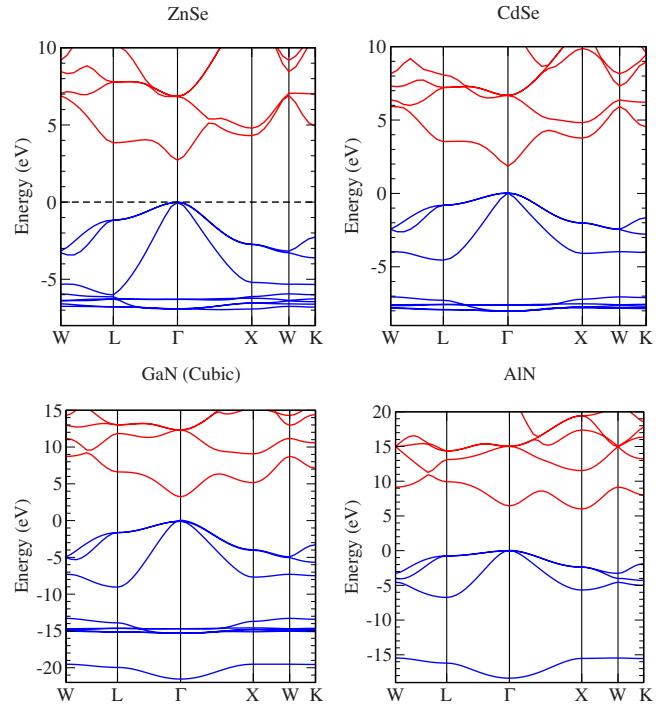 ZnSe
10
5
0
-5
Energy (eV)
W L Γ X W K
CdSe
10
5
0
-5
Energy (eV)
W L Γ X W K
GaN (Cubic)
15
10
5
0
-5
-10
-15
-20
Energy (eV)
W L Γ X W K
AlN
20
15
10
5
0
-5
-10
-15
Energy (eV)
W L Γ X W K